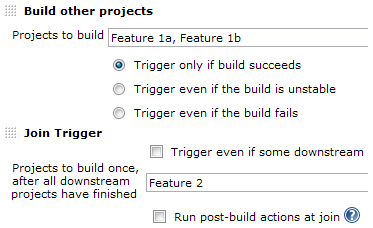 Build other projects
Projects to build Feature 1a, Feature 1b
Trigger only if build succeeds
Trigger even if the build is unstable
Trigger even if the build fails
Join Trigger
Trigger even if some downstream
Projects to build once,
after all downstream
projects have finished
Feature 2
Run post-build actions at join ?